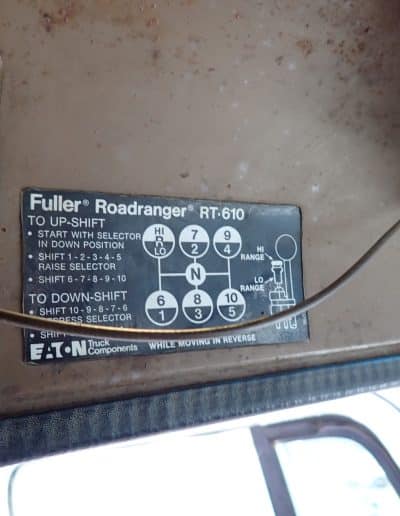 Fuller® Roadranger® RT-610
TO UP-SHIFT
• START WITH SELECTOR
IN DOWN POSITION
• SHIFT 1-2-3-4-5
RAISE SELECTOR
• SHIFT 6-7-8-9-10
TO DOWN-SHIFT
• SHIFT 10-9-8-7-6
SELECTOR
HI
R
LO
7
2
9
4
N
6
1
8
3
10
5
HI
RANGE
LO
RANGE
EATON Truck
Components
WHILE MOVING IN REVERSE